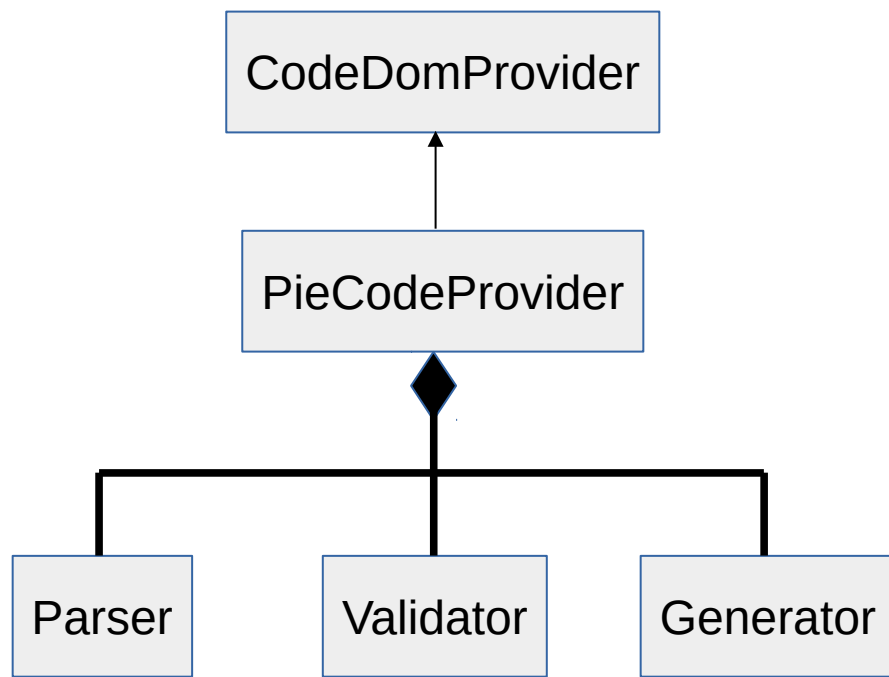 CodeDomProvider
PieCodeProvider
Parser
Validator
Generator